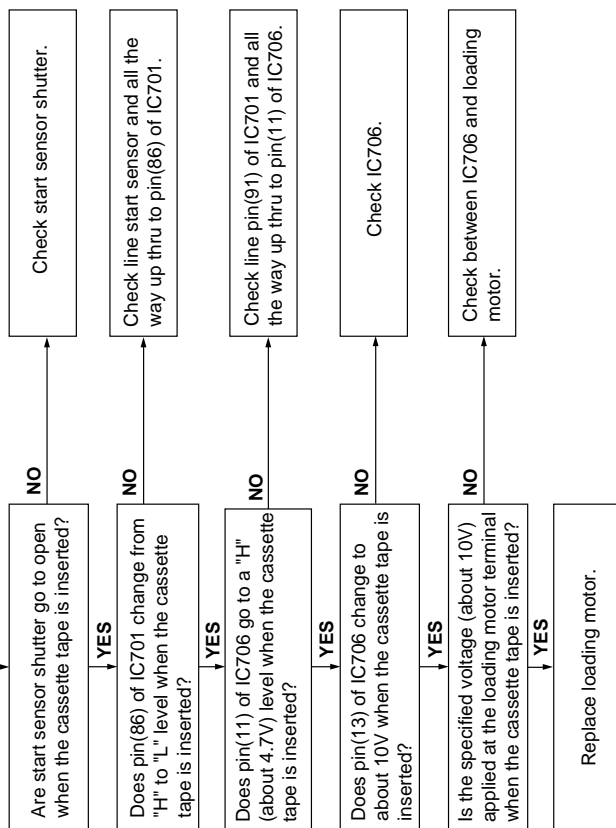 Are start sensor shutter go to open
when the cassette tape is inserted?
NO
Check start sensor shutter.
YES
Does pin(86) of IC701 change from
"H" to "L" level when the cassette
tape is inserted?
NO
Check line start sensor and all the
way up thru to pin(86) of IC701.
YES
Does pin(11) of IC706 go to a "H"
(about 4.7V) level when the cassette
tape is inserted?
NO
Check line pin(91) of IC701 and all
the way up thru to pin(11) of IC706.
YES
Does pin(13) of IC706 change to
about 10V when the cassette tape is
inserted?
NO
Check IC706.
YES
Is the specified voltage (about 10V)
applied at the loading motor terminal
when the cassette tape is inserted?
NO
Check between IC706 and loading
motor.
YES
Replace loading motor.